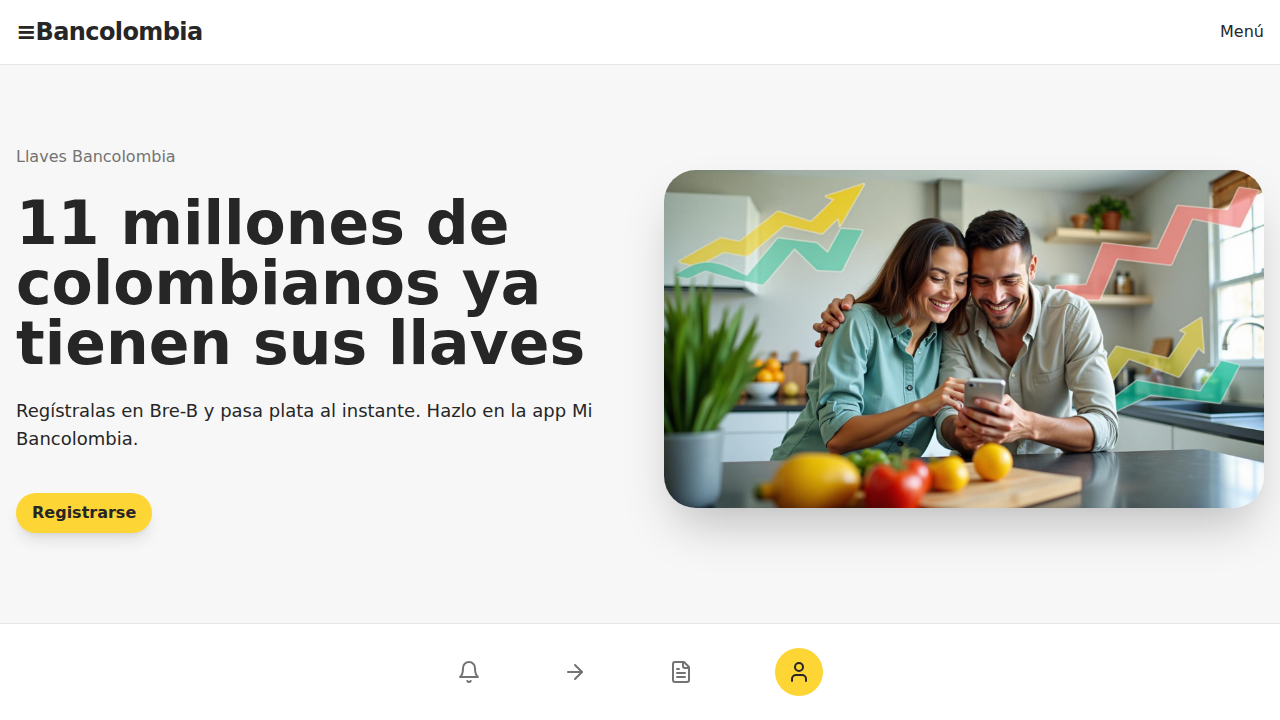 ≡Bancolombia
Menú
Llaves Bancolombia
11 millones de
colombianos ya
tienen sus llaves
Regístralas en Bre-B y pasa plata al instante. Hazlo en la app Mi
Bancolombia.
Registrarse